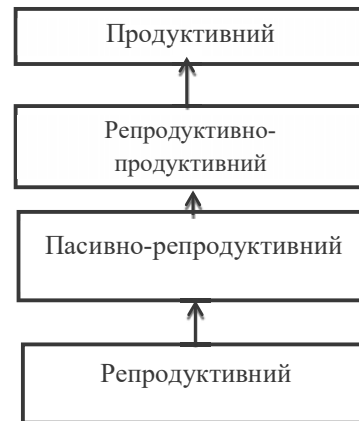 Продуктивний
Репродуктивно-
продуктивний
Пасивно-репродуктивний
Репродуктивний